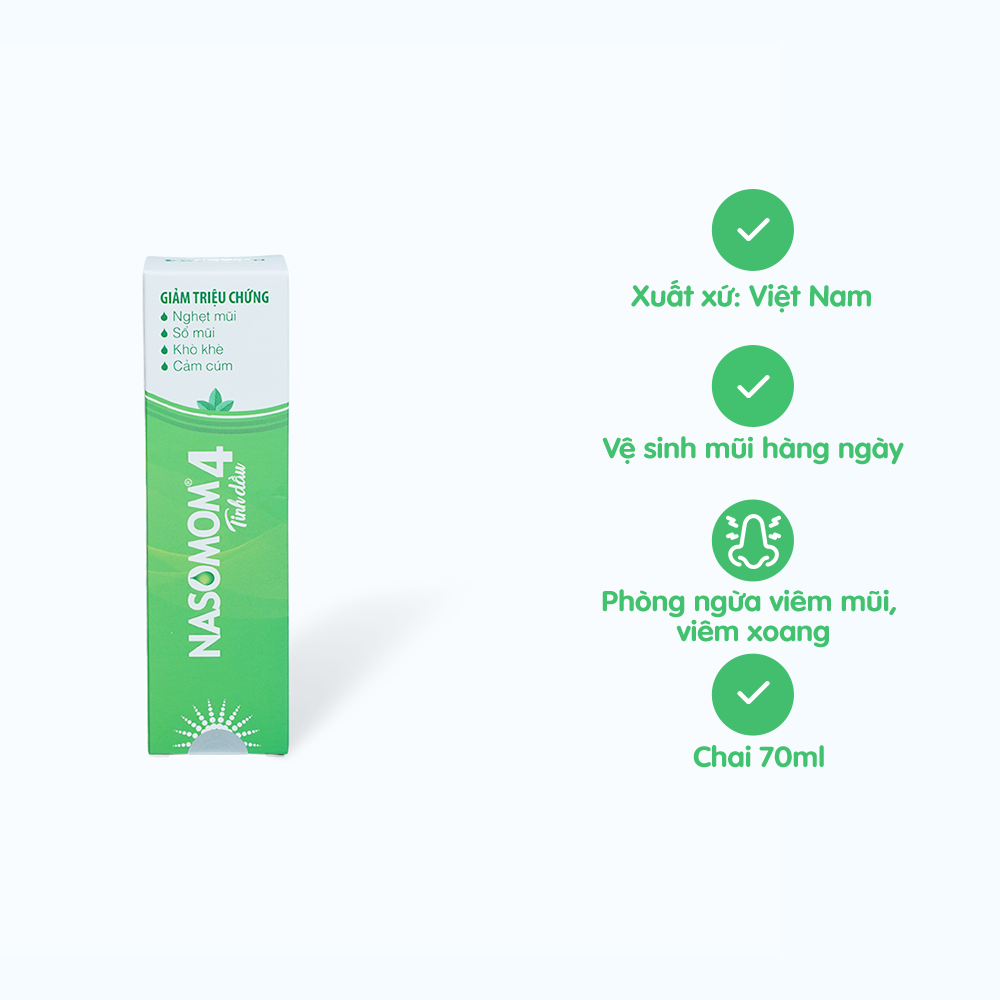 GIẢM TRIỆU CHỨNG
Nghẹt mũi
Sổ mũi
Khò khè
Cảm cúm
NASOMOM® 4
Tinh dầu
Xuất xứ: Việt Nam
Vệ sinh mũi hàng ngày
Phòng ngừa viêm mũi,
viêm xoang
Chai 70ml